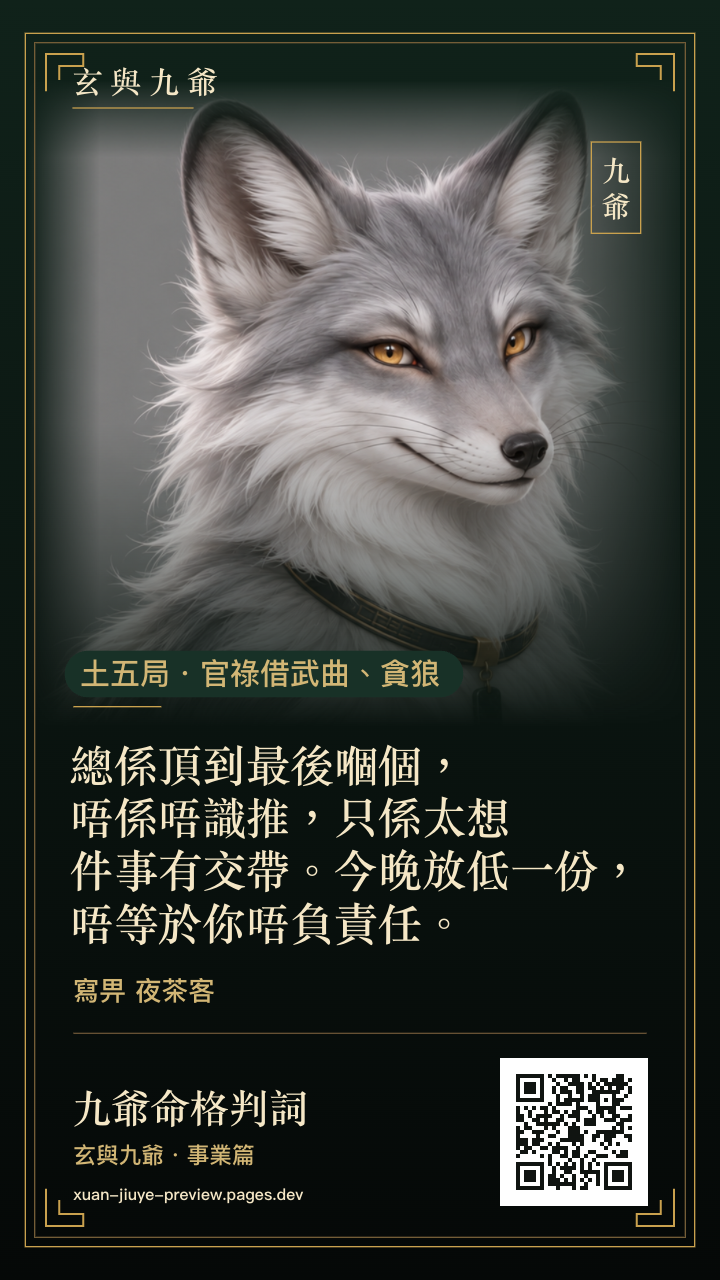 玄與九爺
九爺
土五局·官祿借武曲、貪狼
總係頂到最後嗰個，
唔係唔識推，只係太想
件事有交帶。今晚放低一份，
唔等於你唔負責任。
寫畀 夜茶客
九爺命格判詞
玄與九爺·事業篇
xuan-jiuye-preview.pages.dev